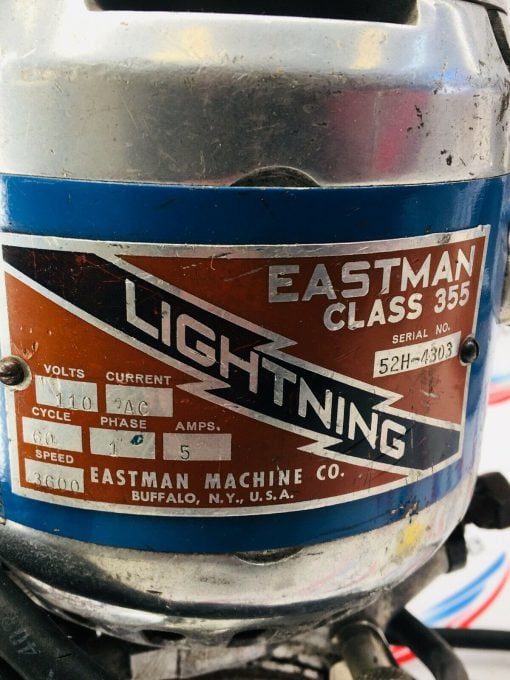 EASTMAN
CLASS 355
LIGHTNING
SERIAL NO.
52H-4303
VOLTS CURRENT
110 AC
CYCLE PHASE AMPS.
60 1 5
SPEED
3600
EASTMAN MACHINE CO.
BUFFALO, N.Y., U.S.A.